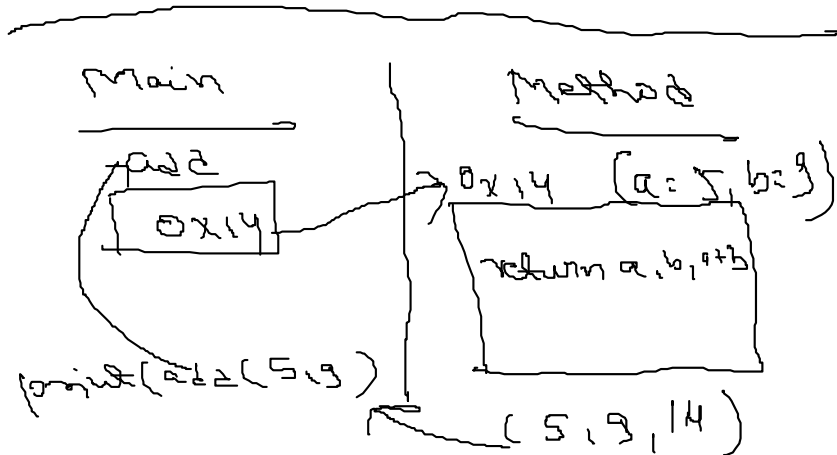 Main
Method
add
0x14 (a=5, b=9)
0x14
return a, b, a+b
print(add(5,9)
(5, 9, 14)